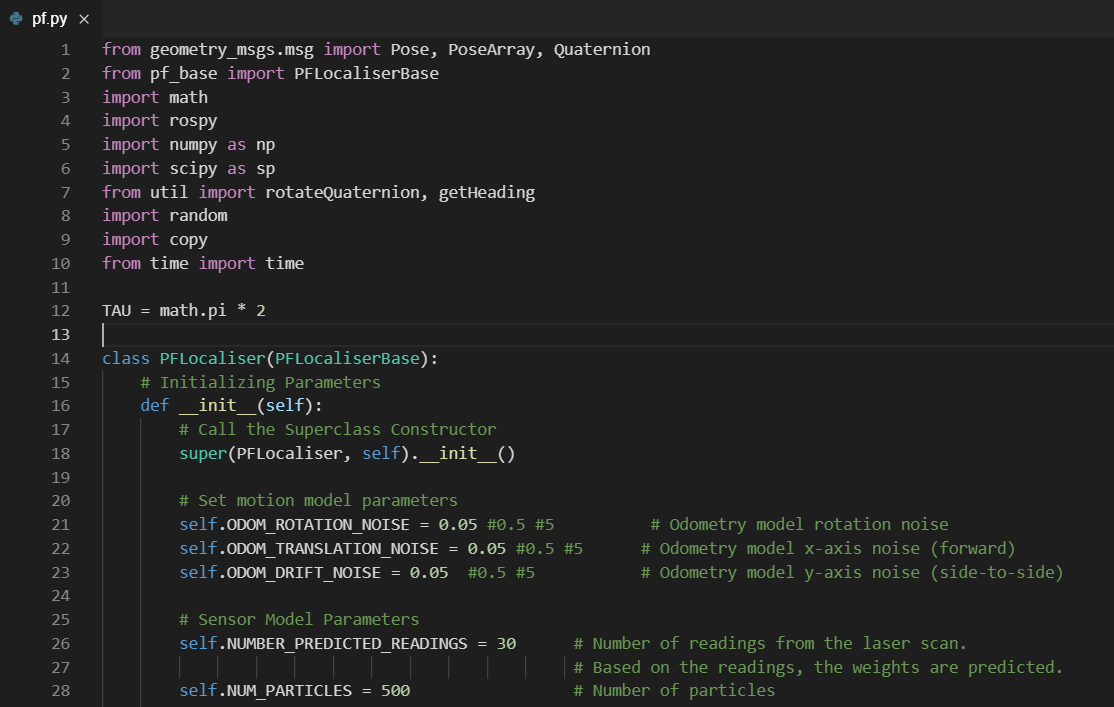 pf.py ×
1 from geometry_msgs.msg import Pose, PoseArray, Quaternion
2 from pf_base import PFLocaliserBase
3 import math
4 import rospy
5 import numpy as np
6 import scipy as sp
7 from util import rotateQuaternion, getHeading
8 import random
9 import copy
10 from time import time
11
12 TAU = math.pi * 2
13
14 class PFLocaliser(PFLocaliserBase):
15     # Initializing Parameters
16     def __init__(self):
17         # Call the Superclass Constructor
18         super(PFLocaliser, self).__init__()
19
20         # Set motion model parameters
21         self.ODOM_ROTATION_NOISE = 0.05 #0.5 #5          # Odometry model rotation noise
22         self.ODOM_TRANSLATION_NOISE = 0.05 #0.5 #5      # Odometry model x-axis noise (forward)
23         self.ODOM_DRIFT_NOISE = 0.05  #0.5 #5           # Odometry model y-axis noise (side-to-side)
24
25         # Sensor Model Parameters
26         self.NUMBER_PREDICTED_READINGS = 30      # Number of readings from the laser scan.
27                                                  # Based on the readings, the weights are predicted.
28         self.NUM_PARTICLES = 500                 # Number of particles